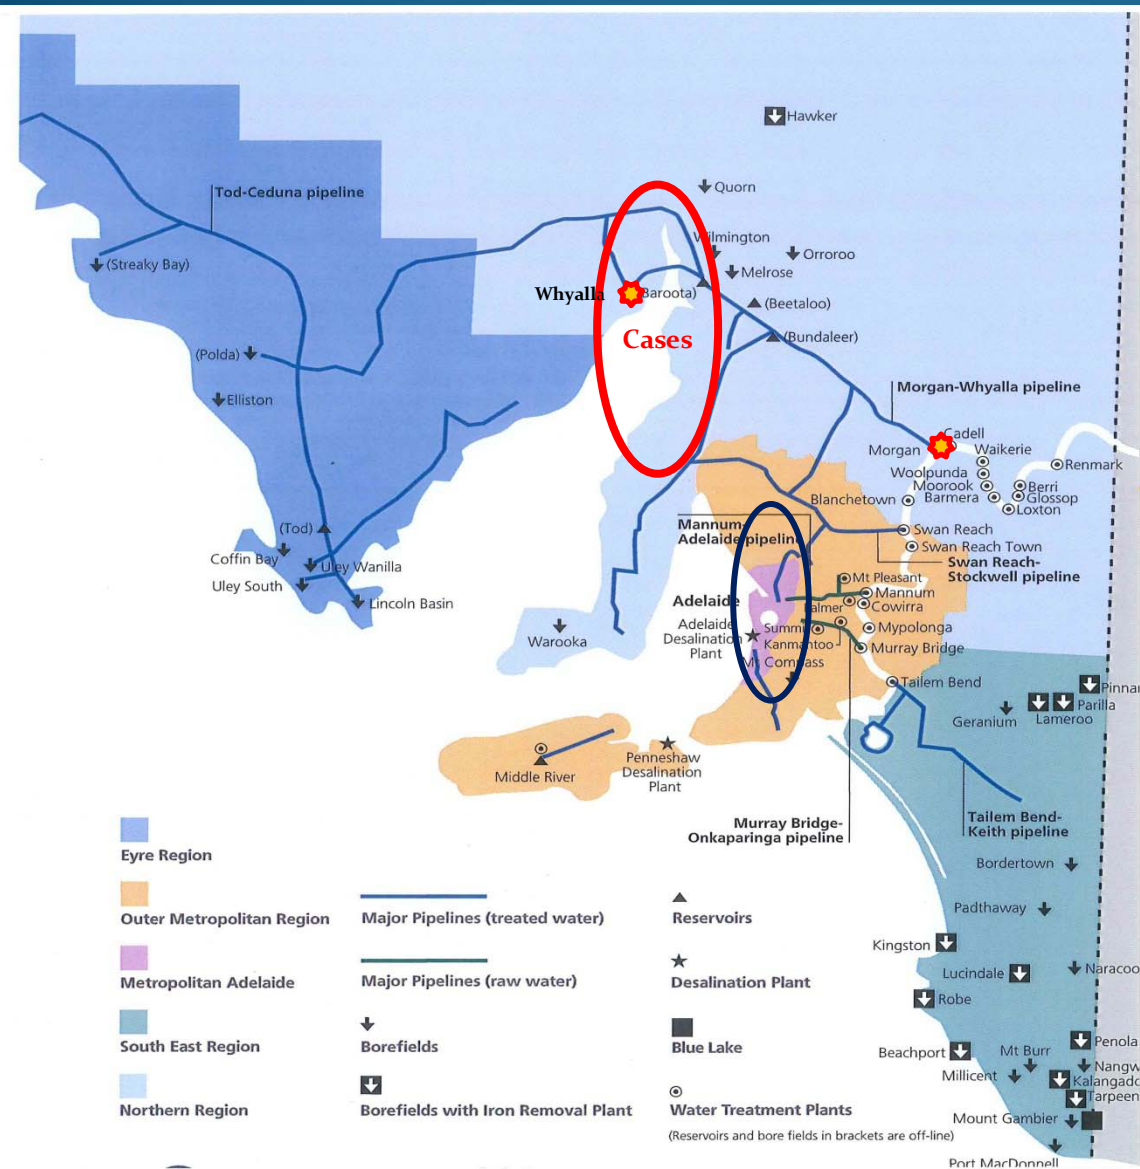 Hawker
Quorn
Tod-Ceduna pipeline
Wilmington
Orroroo
(Streaky Bay)
Melrose
Whyalla
Baroota)
(Beetaloo)
Cases
(Bundaleer)
(Polda)
Morgan-Whyalla pipeline
Elliston
Cadell
Morgan
Waikerie
Renmark
Woolpunda
Moorook
Berri
Blanchetown
Barmera
Glossop
Loxton
(Tod)
Mannum-
Adelaide pipeline
Swan Reach
Swan Reach Town
Coffin Bay
Uley Wanilla
Swan Reach-
Stockwell pipeline
Uley South
Mt Pleasant
Lincoln Basin
Adelaide
Mannum
Palmer
Cowirra
Adelaide
Desalination
Plant
Summit
Mypolonga
Warooka
Kanmantoo
Murray Bridge
Mt Compass
Tailem Bend
Parilla
Geranium
Lameroo
Middle River
Penneshaw
Desalination
Plant
Murray Bridge-
Onkaparinga pipeline
Tailem Bend-
Keith pipeline
Bordertown
Padthaway
Kingston
Lucindale
Robe
Penola
Beachport
Mt Burr
Millicent
Mount Gambier
Port MacDonnell
Eyre Region
Outer Metropolitan Region
Metropolitan Adelaide
South East Region
Northern Region
Major Pipelines (treated water)
Major Pipelines (raw water)
Borefields
Borefields with Iron Removal Plant
Reservoirs
Desalination Plant
Blue Lake
Water Treatment Plants
(Reservoirs and bore fields in brackets are off-line)